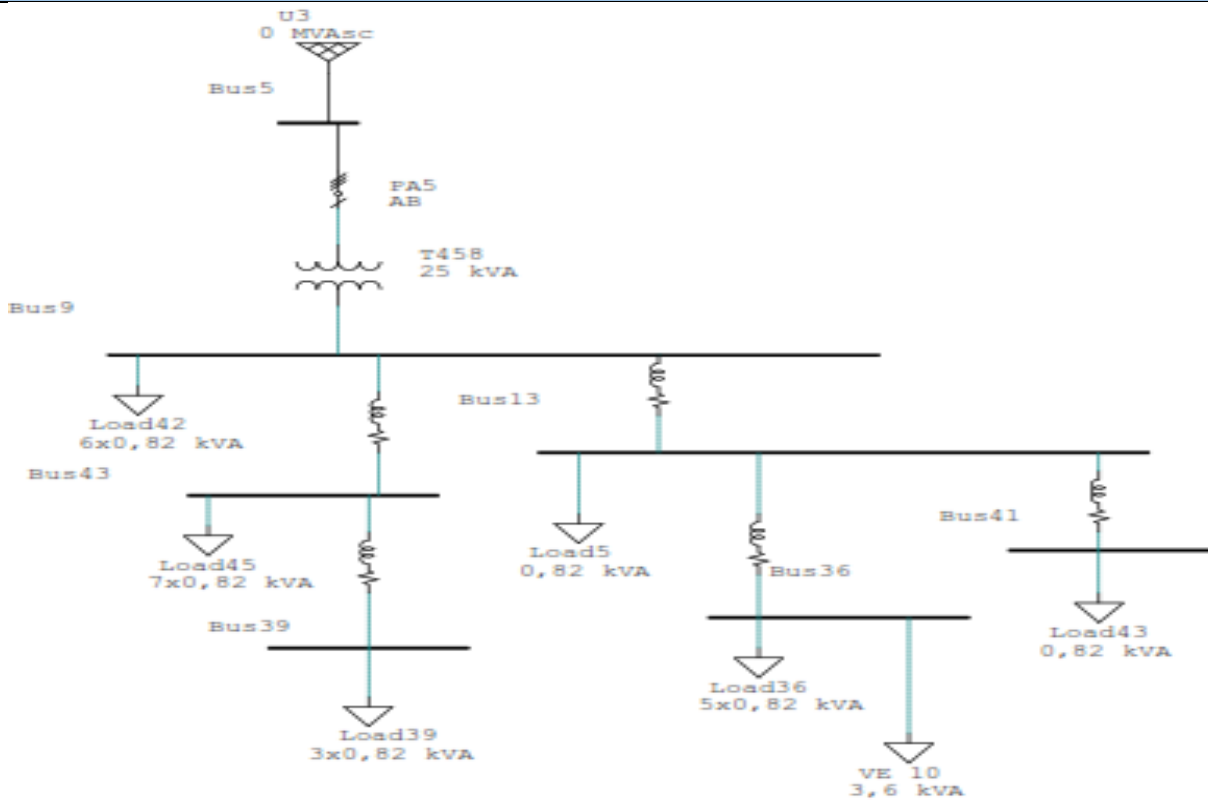 U3
0 MVAsc
Bus5
PA5
AB
T458
25 kVA
Bus9
Bus13
Load42
6x0,82 kVA
Bus43
Bus41
Load5
0,82 kVA
Load45
7x0,82 kVA
Bus36
Bus39
Load43
0,82 kVA
Load36
5x0,82 kVA
Load39
3x0,82 kVA
VE 10
3,6 kVA